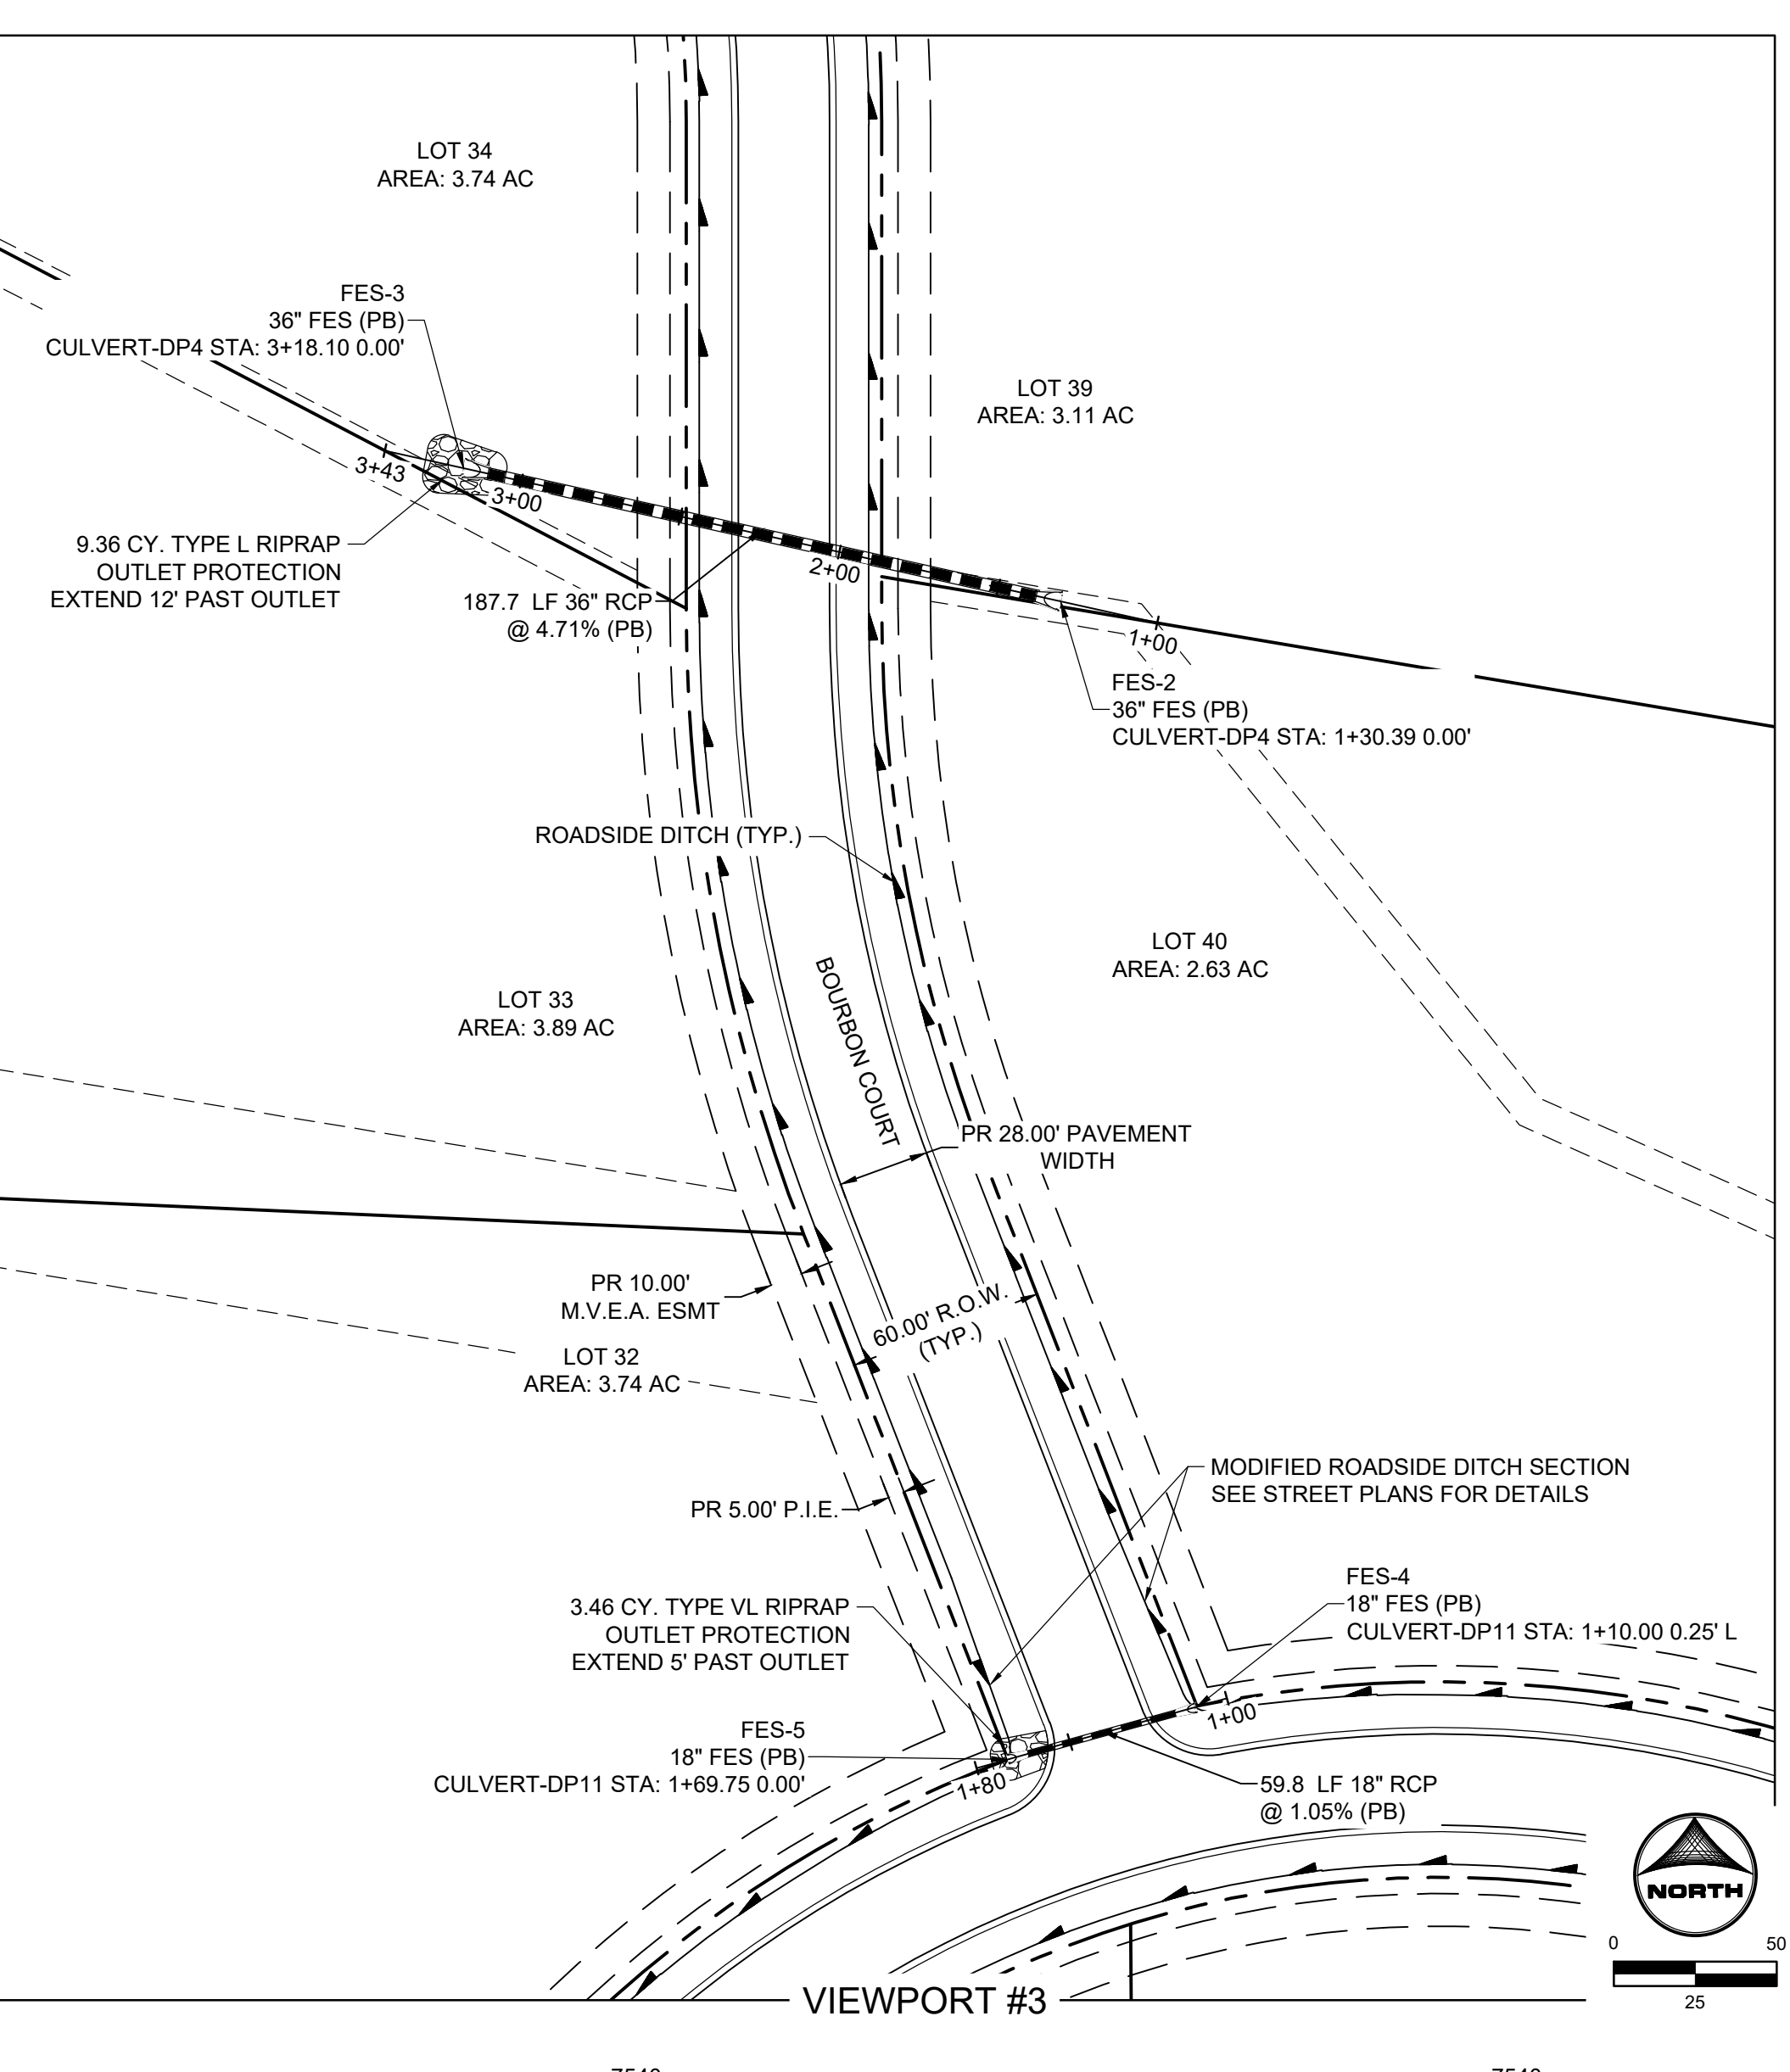 LOT 34
AREA: 3.74 AC
FES-3
36" FES (PB)
CULVERT-DP4 STA: 3+18.10 0.00'
LOT 39
AREA: 3.11 AC
3+43
3+00
9.36 CY. TYPE L RIPRAP
OUTLET PROTECTION
EXTEND 12' PAST OUTLET
2+00
187.7 LF 36" RCP
@ 4.71% (PB)
1+00
FES-2
36" FES (PB)
CULVERT-DP4 STA: 1+30.39 0.00'
ROADSIDE DITCH (TYP.)
LOT 40
AREA: 2.63 AC
LOT 33
AREA: 3.89 AC
BOURBON COURT
PR 28.00' PAVEMENT
WIDTH
PR 10.00'
M.V.E.A. ESMT
60.00' R.O.W.
(TYP.)
LOT 32
AREA: 3.74 AC
MODIFIED ROADSIDE DITCH SECTION
SEE STREET PLANS FOR DETAILS
PR 5.00' P.I.E.
FES-4
18" FES (PB)
CULVERT-DP11 STA: 1+10.00 0.25' L
3.46 CY. TYPE VL RIPRAP
OUTLET PROTECTION
EXTEND 5' PAST OUTLET
1+00
FES-5
18" FES (PB)
CULVERT-DP11 STA: 1+69.75 0.00'
1+80
59.8 LF 18" RCP
@ 1.05% (PB)
NORTH
0 50
25
VIEWPORT #3